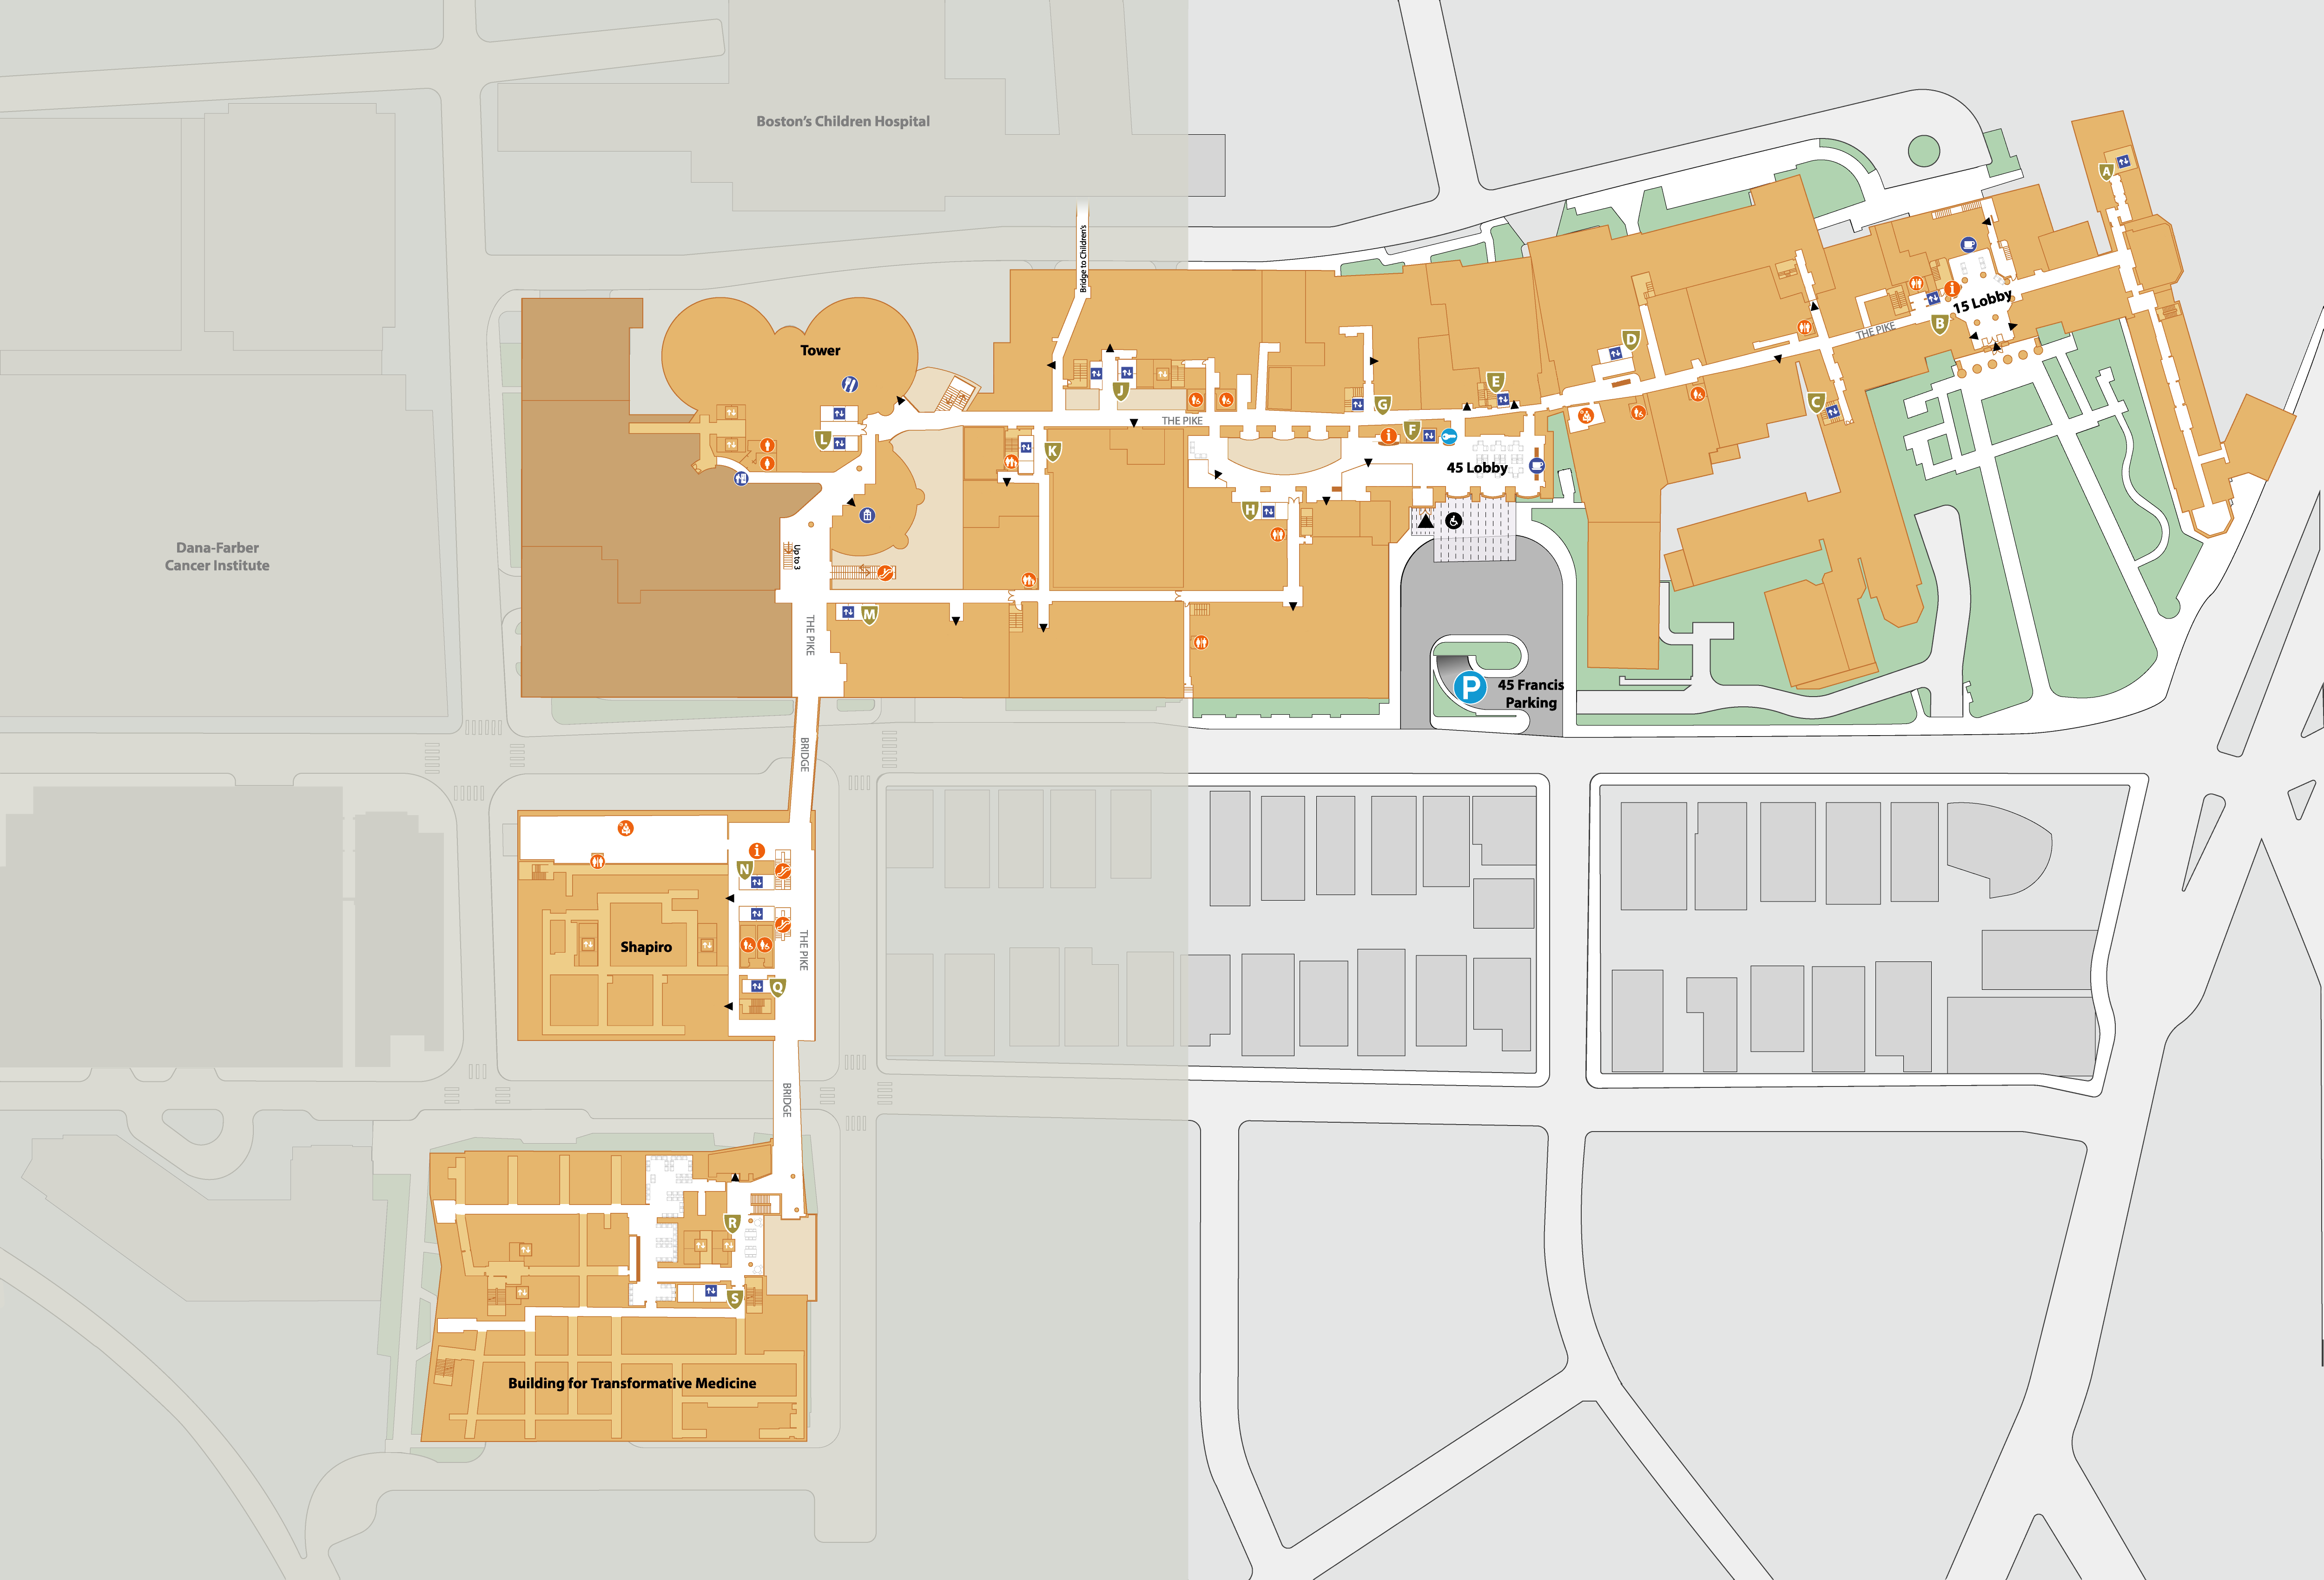 Boston's Children Hospital
A
Bridge to Children's
15 Lobby
B
THE PIKE
D
Tower
J
E
C
G
THE PIKE
F
L
K
45 Lobby
H
Dana-Farber
Cancer Institute
Up to 3
M
THE PIKE
P
45 Francis
Parking
BRIDGE
i
N
Shapiro
THE PIKE
Q
BRIDGE
R
S
Building for Transformative Medicine